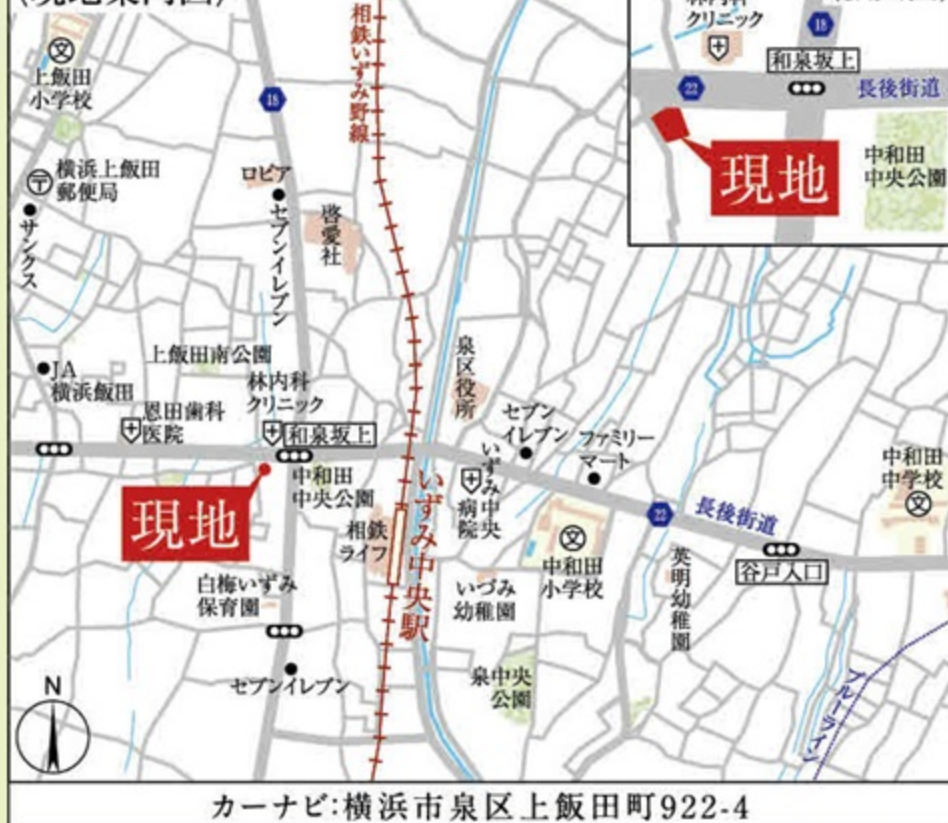 相鉄いずみ野線
上飯田
小学校
18
横浜上飯田
郵便局
サンクス
ロピア
セブンイレブン
啓愛社
クリニック
18
和泉坂上
22
長後街道
現地
中和田
中央公園
JA
横浜飯田
上飯田南公園
恩田歯科
医院
林内科
クリニック
和泉坂上
現地
中和田
中央公園
泉区役所
セブン
イレブン
ファミリー
マート
いずみ中央
病院
相鉄
ライフ
いずみ中央駅
中和田
小学校
いづみ
幼稚園
22
長後街道
中和田
中学校
谷戸入口
英明幼稚園
白梅いずみ
保育園
セブンイレブン
泉中央
公園
ブルーライン
N
カーナビ:横浜市泉区上飯田町922-4